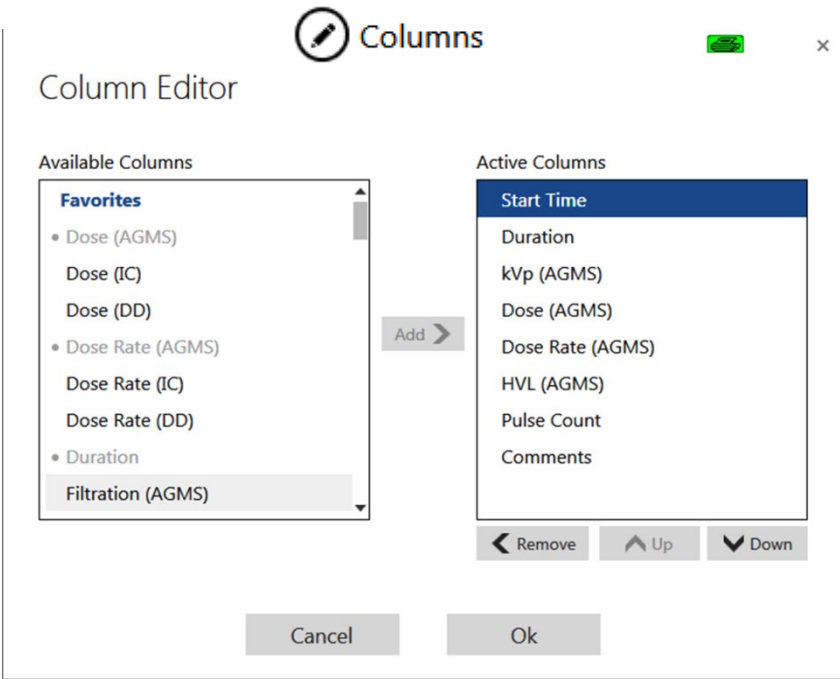 Columns
Column Editor
Available Columns
Favorites
• Dose (AGMS)
Dose (IC)
Dose (DD)
• Dose Rate (AGMS)
Dose Rate (IC)
Dose Rate (DD)
• Duration
Filtration (AGMS)
Add
Active Columns
Start Time
Duration
kVp (AGMS)
Dose (AGMS)
Dose Rate (AGMS)
HVL (AGMS)
Pulse Count
Comments
Remove
Up
Down
Cancel
Ok